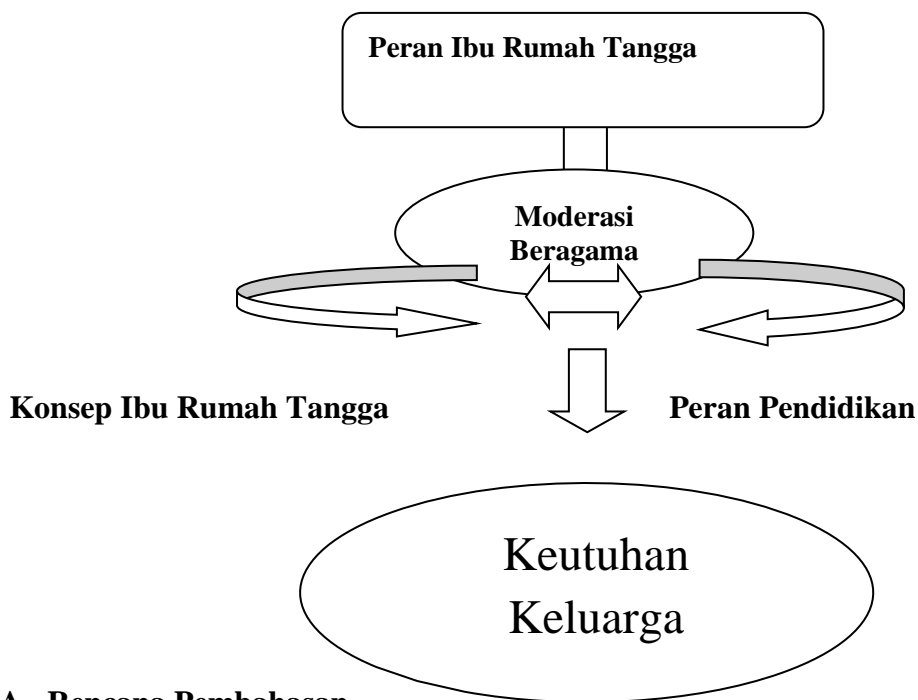 Peran Ibu Rumah Tangga
Moderasi
Beragama
Konsep Ibu Rumah Tangga
Peran Pendidikan
Keutuhan
Keluarga
A. Rencana Pembahasan